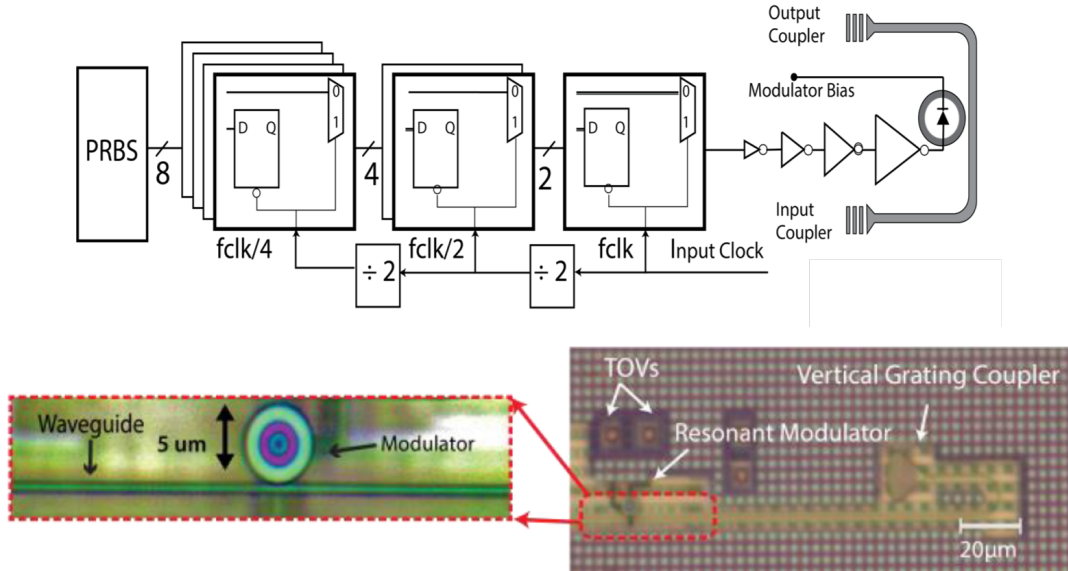 Output
Coupler
Modulator Bias
PRBS
8
D Q
0
1
4
D Q
0
1
2
D Q
0
1
Input
Coupler
fclk/4
fclk/2
fclk
Input Clock
÷ 2
÷ 2
Waveguide
5 um
Modulator
TOVs
Vertical Grating Coupler
Resonant Modulator
20µm